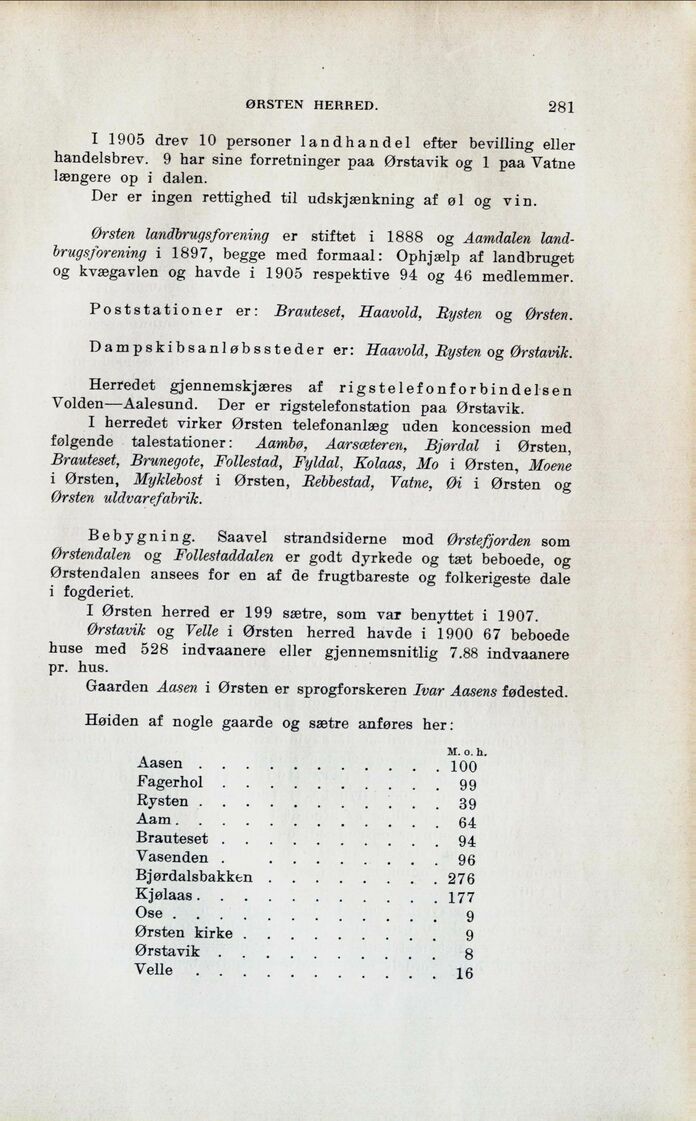 ØRSTEN HERRED. 281
I 1905 drev 10 personer landhandel efter bevilling eller
handelsbrev. 9 har sine forretninger paa Ørstavik og 1 paa Vatne
længere op i dalen.
Der er ingen rettighed til udskjænkning af øl og vin.
Ørsten landbrugsforening er stiftet i 1888 og Aamdalen land-
brugsforening i 1897, begge med formaal: Ophjælp af landbruget
og kvægavlen og havde i 1905 respektive 94 og 46 medlemmer.
Poststationer er: Brauteset, Haavold, Rysten og Ørsten.
Dampskibsanløbssteder er: Haavold, Rysten og Ørstavik.
Herredet gjennemskjæres af rigstelefonforbindelsen
Volden—Aalesund. Der er rigstelefonstation paa Ørstavik.
I herredet virker Ørsten telefonanlæg uden koncession med
følgende talestationer: Aambø, Aarsæteren, Bjørdal i Ørsten,
Brauteset, Brunegote, Follestad, Fyldal, Kolaas, Mo i Ørsten, Moene
i Ørsten, Myklebost i Ørsten, Rebbestad, Vatne, Øi i Ørsten og
Ørsten uldvarefabrik.
Bebygning. Saavel strandsiderne mod Ørstefjorden som
Ørstendalen og Follestaddalen er godt dyrkede og tæt beboede, og
Ørstendalen ansees for en af de frugtbareste og folkerigeste dale
i fogderiet.
I Ørsten herred er 199 sætre, som var benyttet i 1907.
Ørstavik og Velle i Ørsten herred havde i 1900 67 beboede
huse med 528 indvaanere eller gjennemsnitlig 7.88 indvaanere
pr. hus.
Gaarden Aasen i Ørsten er sprogforskeren Ivar Aasens fødested.
Høiden af nogle gaarde og sætre anføres her:
M. o. h.
Aasen . . . . . . . . . . . 100
Fagerhol . . . . . . . . . . 99
Rysten . . . . . . . . . . . 39
Aam . . . . . . . . . . . . 64
Brauteset . . . . . . . . . . 94
Vasenden . . . . . . . . . 96
Bjørdalsbakken . . . . . . . . 276
Kjølaas . . . . . . . . . . . 177
Ose . . . . . . . . . . . . 9
Ørsten kirke . . . . . . . . . 9
Ørstavik . . . . . . . . . . 8
Velle . . . . . . . . . . . 16